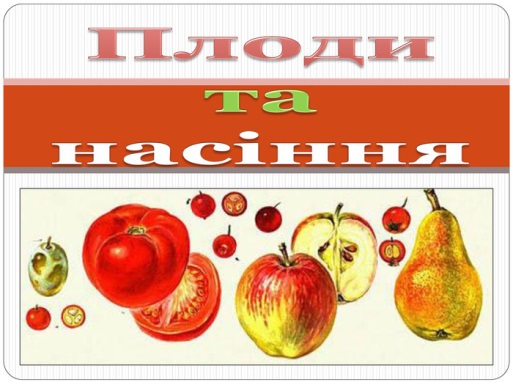 Плоди
та
насіння